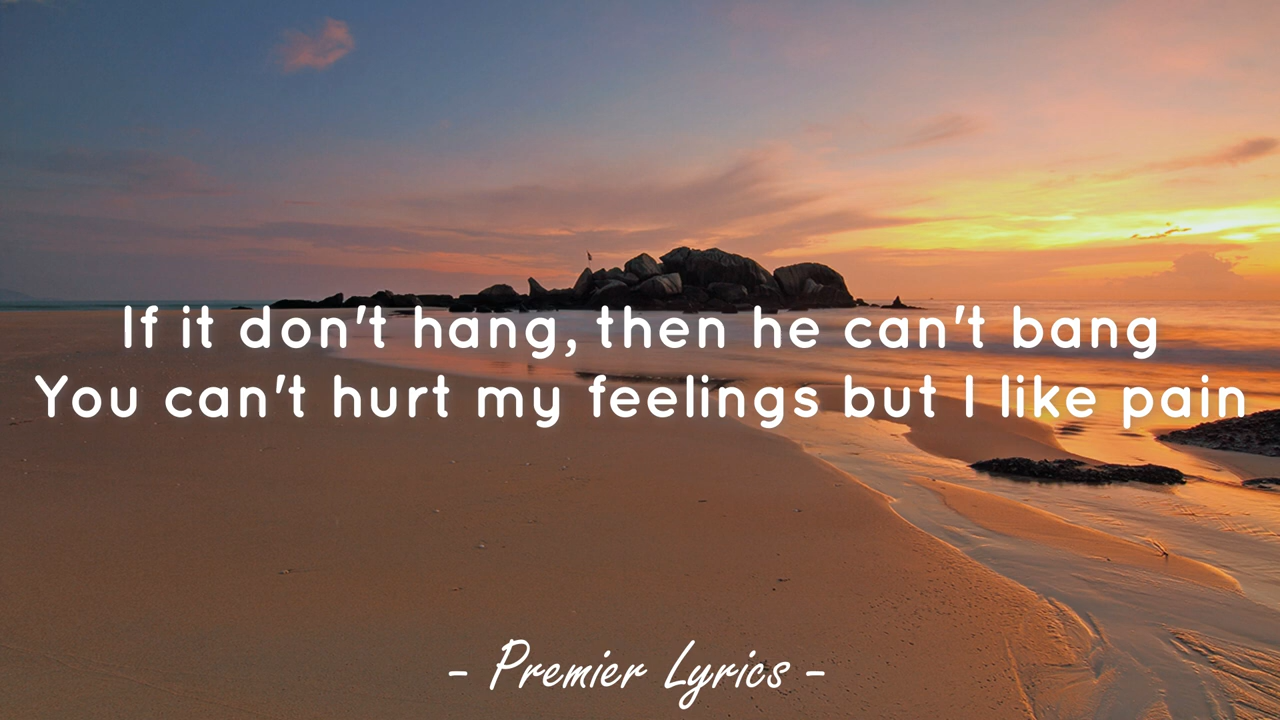 If it don't hang, then he can't bang
You can't hurt my feelings but I like pain
- Premier Lyrics -